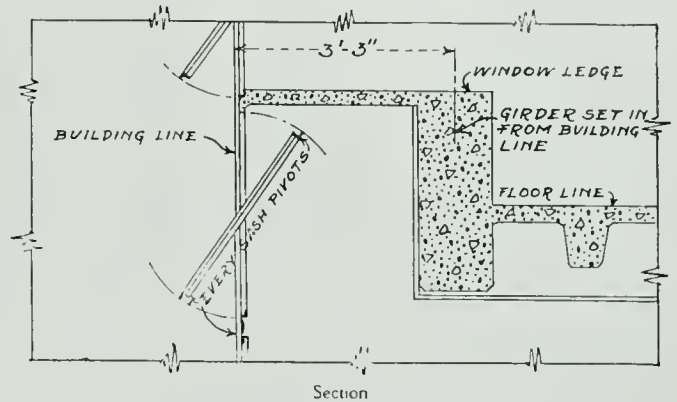 3'-3"
WINDOW LEDGE
GIRDER SET IN
FROM BUILDING
LINE
BUILDING LINE
FLOOR LINE
EVERY SASH PIVOTS
Section